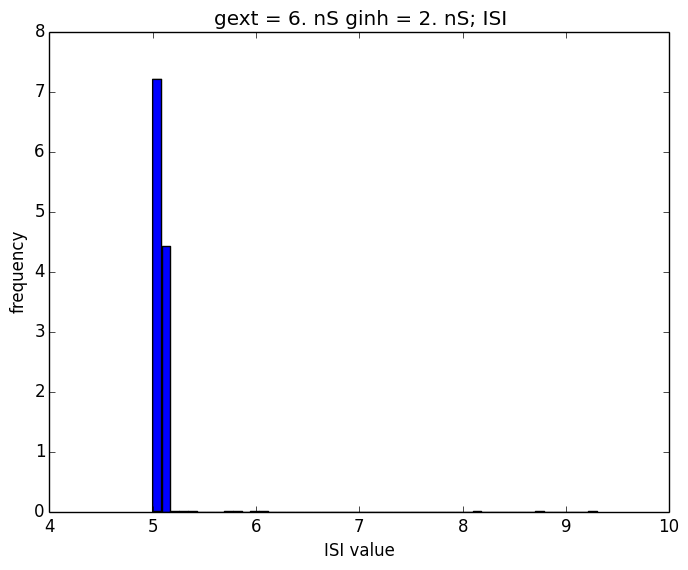 gext = 6. nS ginh = 2. nS; ISI
8
7
6
5
4
3
2
1
0
frequency
4 5 6 7 8 9 10
ISI value